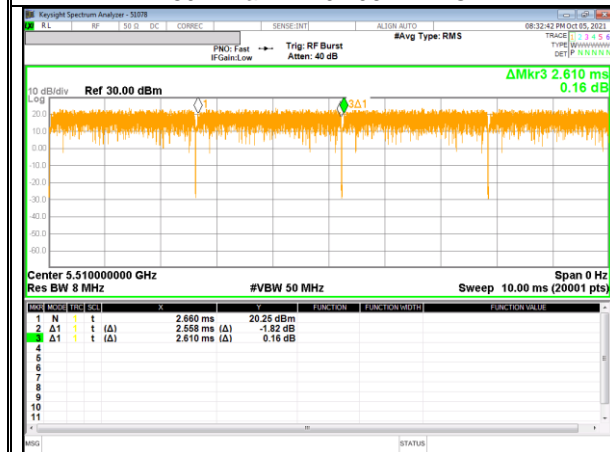 Keysight Spectrum Analyzer - 51078
RL RF 50 Ω DC CORREC SENSE:INT ALIGN AUTO 08:32:42 PM Oct 05, 2021
#Avg Type: RMS TRACE 1 2 3 4 5 6
PNO: Fast Trig: RF Burst TYPE WWWWWW
IFGain:Low Atten: 40 dB DET P N N N N N
ΔMkr3 2.610 ms
10 dB/div Ref 30.00 dBm 0.16 dB
Log
1 3Δ1
20.0
10.0
0.00
-10.0
-20.0
-30.0
-40.0
-50.0
-60.0
Center 5.510000000 GHz Span 0 Hz
Res BW 8 MHz #VBW 50 MHz Sweep 10.00 ms (20001 pts)
MKR MODE TRC SCL X Y FUNCTION FUNCTION WIDTH FUNCTION VALUE
1 N 1 t 2.660 ms 20.25 dBm
2 Δ1 1 t (Δ) 2.558 ms (Δ) -1.82 dB
3 Δ1 1 t (Δ) 2.610 ms (Δ) 0.16 dB
4
5
6
7
8
9
10
11
MSG STATUS